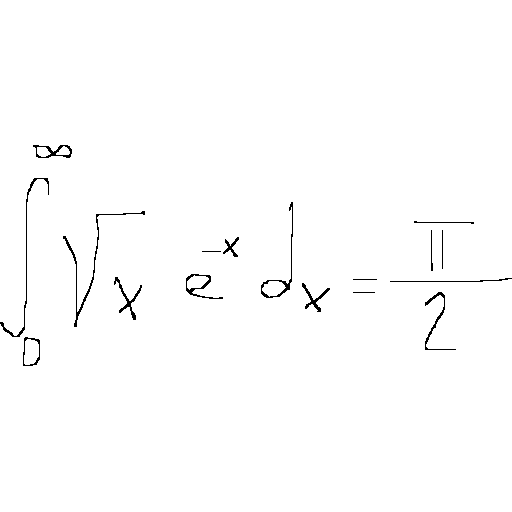 ∫₀^∞ √x e^{-x} dx = π/2